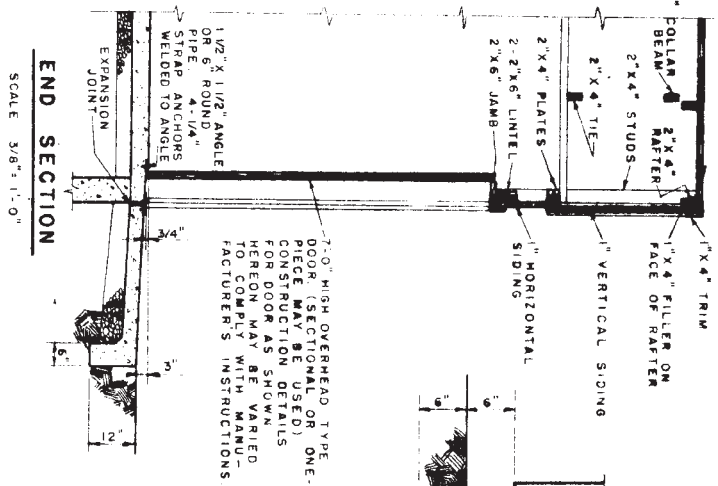 COLLAR
BEAM
2"X4"
RAFTER
2"X4" STUDS
2"X4" TIE
2"X4" PLATES
2-2"X6" LINTEL
2"X6" JAMB
1"X4" TRIM
1"X4" FILLER ON
FACE OF RAFTER
1" VERTICAL SIDING
1" HORIZONTAL
SIDING
7'-0" HIGH OVERHEAD TYPE
DOOR. (SECTIONAL OR ONE-
PIECE MAY BE USED)
CONSTRUCTION DETAILS
FOR DOOR AS SHOWN
HEREON MAY BE VARIED
TO COMPLY WITH MANU-
FACTURER'S INSTRUCTIONS
1 1/2" X 1 1/2" ANGLE
OR 6" ROUND
PIPE. 4-1/4"
STRAP ANCHORS
WELDED TO ANGLE
EXPANSION
JOINT
3/4"
3"
6"
12"
6"
6"
END SECTION
SCALE 3/8"=1'-0"